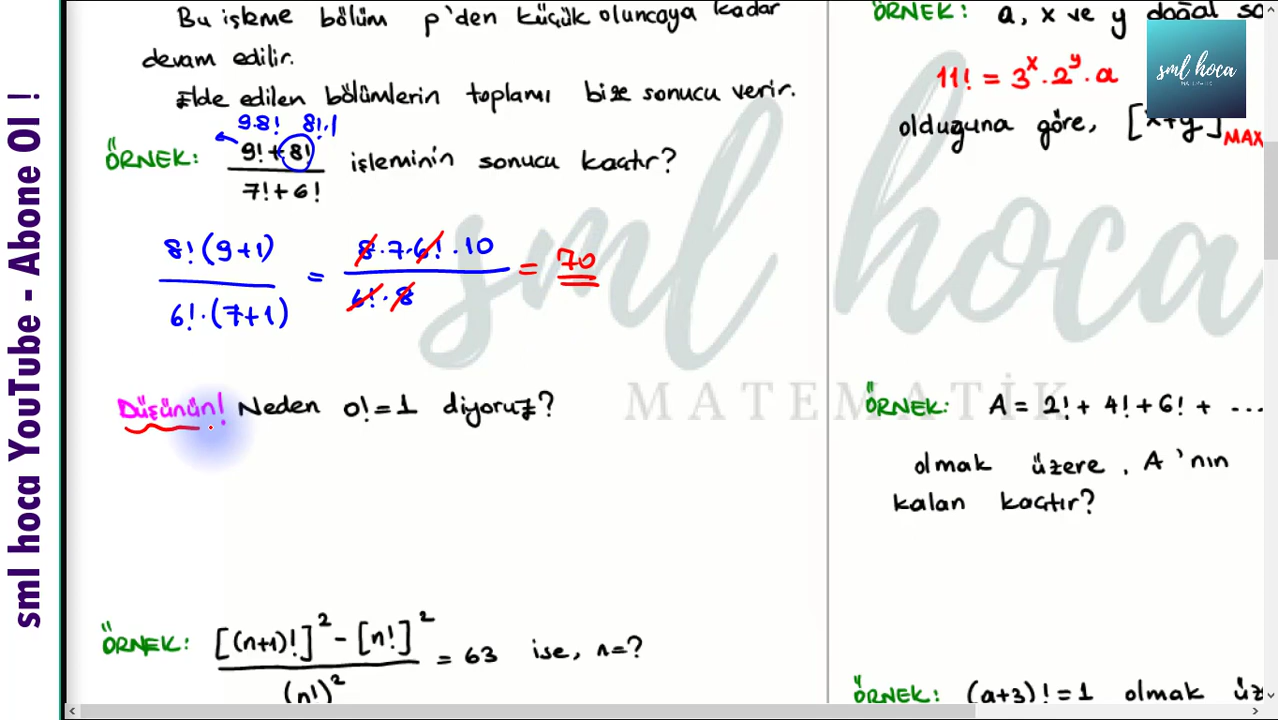 sml hoca YouTube - Abone Ol !
Bu işleme bölüm p'den küçük oluncaya kadar
devam edilir.
Elde edilen bölümlerin toplamı bize sonucu verir.
9.8! 8!.1
ÖRNEK: 9!+8! / 7!+6! işleminin sonucu kaçtır?
8!(9+1) / 6!.(7+1) = 8.7.6!.10 / 6!.8 = 70
Düşünün! Neden 0!=1 diyoruz?
ÖRNEK: [(n+1)!]² - [n!]² / (n!)² = 63 ise, n=?
ÖRNEK: a, x ve y doğal
11! = 3^x . 2^y . a
olduğuna göre, [x+y]MAX
ÖRNEK: A = 2! + 4! + 6! + ...
olmak üzere, A'nın
kalan kaçtır?
ÖRNEK: (a+3)! = 1 olmak
sml hoca
sml hoca
MATEMATİK